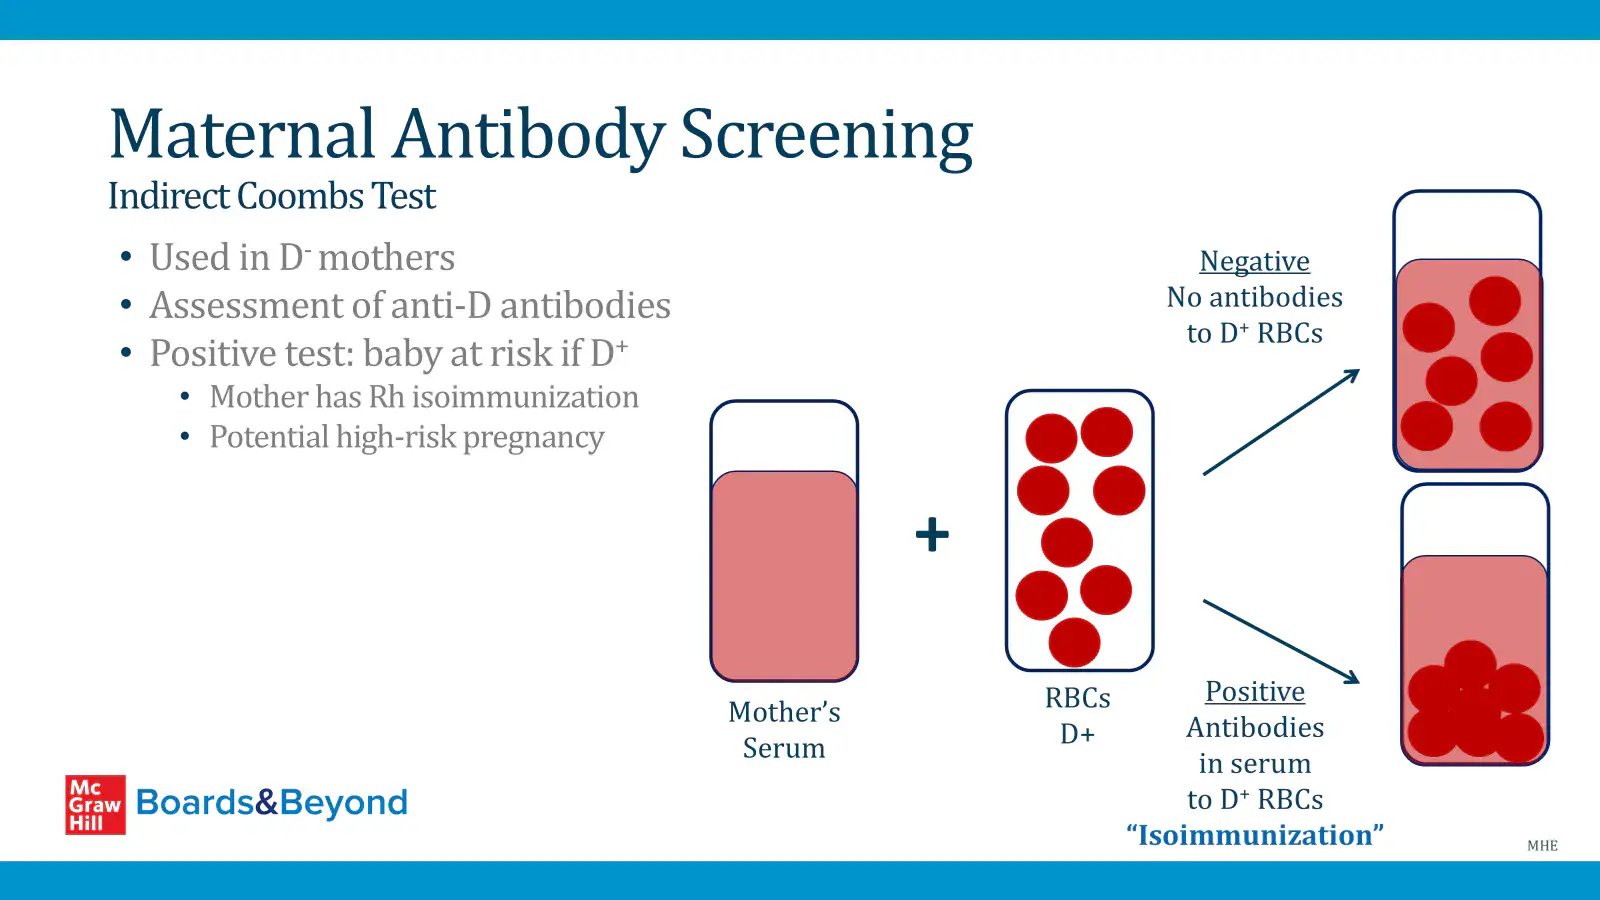 Maternal Antibody Screening
Indirect Coombs Test
• Used in D⁻ mothers
• Assessment of anti-D antibodies
• Positive test: baby at risk if D⁺
• Mother has Rh isoimmunization
• Potential high-risk pregnancy
Mother’s
Serum
+
RBCs
D+
Negative
No antibodies
to D⁺ RBCs
Positive
Antibodies
in serum
to D⁺ RBCs
“Isoimmunization”
Mc
Graw
Hill
Boards&Beyond
MHE